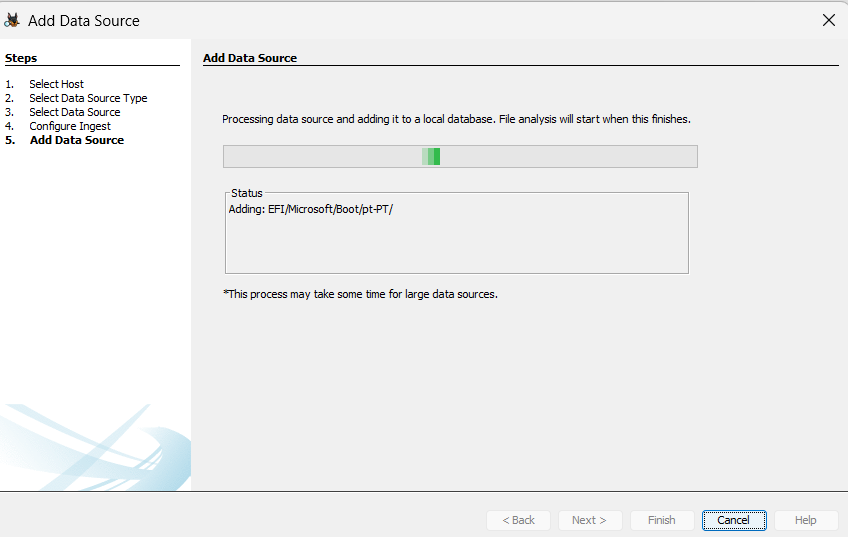 Add Data Source
Steps
1. Select Host
2. Select Data Source Type
3. Select Data Source
4. Configure Ingest
5. Add Data Source
Add Data Source
Processing data source and adding it to a local database. File analysis will start when this finishes.
Status
Adding: EFI/Microsoft/Boot/pt-PT/
*This process may take some time for large data sources.
< Back
Next >
Finish
Cancel
Help